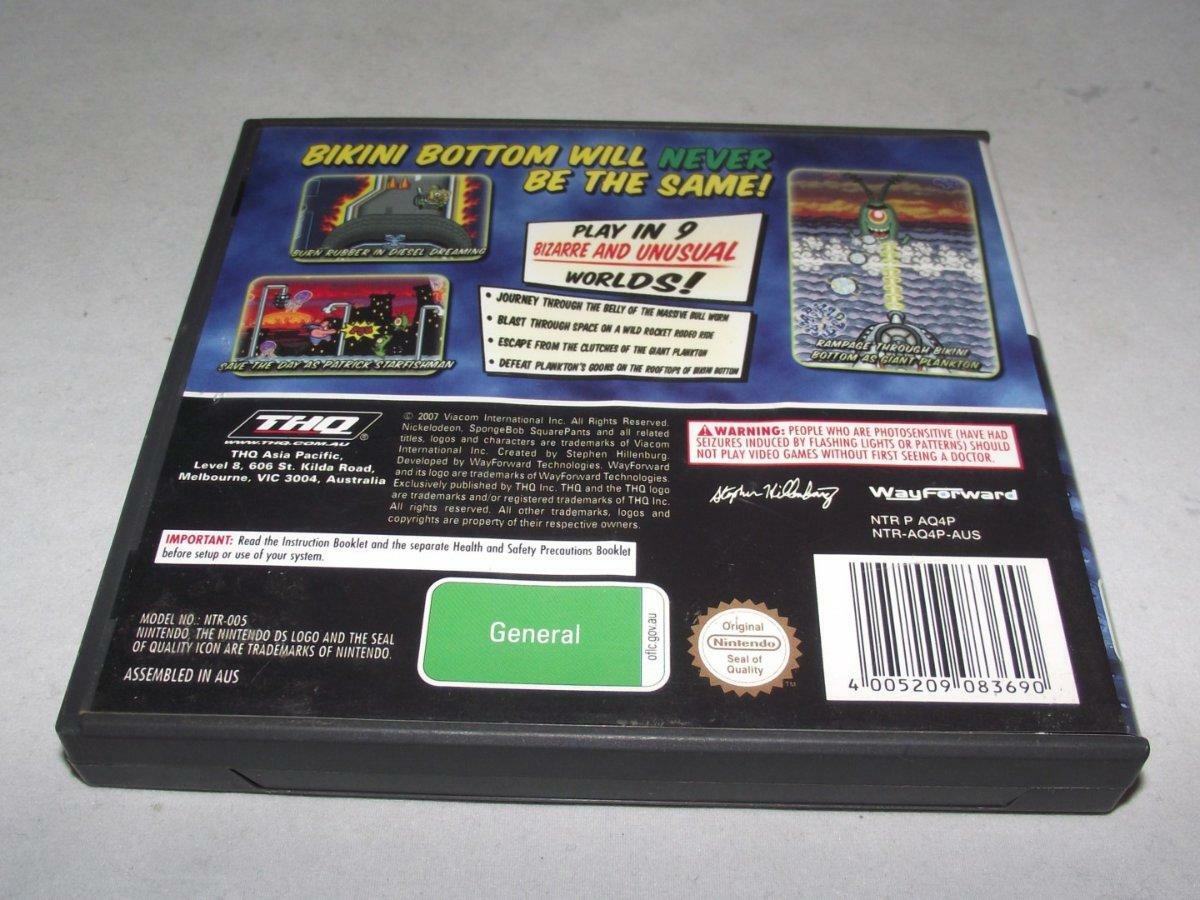 BIKINI BOTTOM WILL NEVER
BE THE SAME!
BURN RUBBER IN DIESEL DREAMING
SAVE THE DAY AS PATRICK STARFISHMAN
PLAY IN 9
BIZARRE AND UNUSUAL
WORLDS!
• JOURNEY THROUGH THE BELLY OF THE MASSIVE BULL WORM
• BLAST THROUGH SPACE ON A WILD ROCKET RODEO RIDE
• ESCAPE FROM THE CLUTCHES OF THE GIANT PLANKTON
• DEFEAT PLANKTON'S GOONS ON THE ROOFTOPS OF BIKINI BOTTOM
RAMPAGE THROUGH BIKINI
BOTTOM AS GIANT PLANKTON
THQ®
WWW.THQ.COM.AU
THQ Asia Pacific,
Level 8, 606 St. Kilda Road,
Melbourne, VIC 3004, Australia
© 2007 Viacom International Inc. All Rights Reserved.
Nickelodeon, SpongeBob SquarePants and all related
titles, logos and characters are trademarks of Viacom
International Inc. Created by Stephen Hillenburg.
Developed by WayForward Technologies. WayForward
and its logo are trademarks of WayForward Technologies.
Exclusively published by THQ Inc. THQ and the THQ logo
are trademarks and/or registered trademarks of THQ Inc.
All rights reserved. All other trademarks, logos and
copyrights are property of their respective owners.
WARNING: PEOPLE WHO ARE PHOTOSENSITIVE (HAVE HAD
SEIZURES INDUCED BY FLASHING LIGHTS OR PATTERNS) SHOULD
NOT PLAY VIDEO GAMES WITHOUT FIRST SEEING A DOCTOR.
Stephen Hillenburg
WayForward
NTR P AQ4P
NTR-AQ4P-AUS
IMPORTANT: Read the Instruction Booklet and the separate Health and Safety Precautions Booklet
before setup or use of your system.
MODEL NO.: NTR-005
NINTENDO, THE NINTENDO DS LOGO AND THE SEAL
OF QUALITY ICON ARE TRADEMARKS OF NINTENDO.
ASSEMBLED IN AUS
General
oflc.gov.au
Original
Nintendo
Seal of
Quality
TM
4 005209 083690